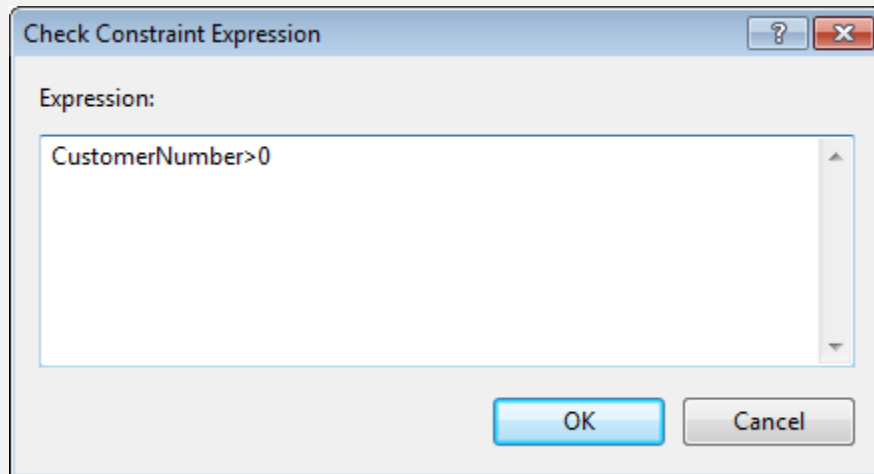 Check Constraint Expression
?
Expression:
CustomerNumber>0
OK
Cancel